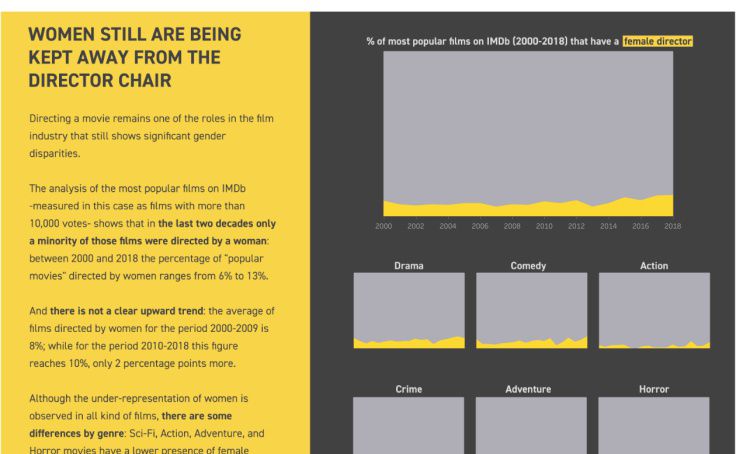 WOMEN STILL ARE BEING
KEPT AWAY FROM THE
DIRECTOR CHAIR
Directing a movie remains one of the roles in the film
industry that still shows significant gender
disparities.
The analysis of the most popular films on IMDb
-measured in this case as films with more than
10,000 votes- shows that in the last two decades only
a minority of those films were directed by a woman:
between 2000 and 2018 the percentage of "popular
movies" directed by women ranges from 6% to 13%.
And there is not a clear upward trend: the average of
films directed by women for the period 2000-2009 is
8%; while for the period 2010-2018 this figure
reaches 10%, only 2 percentage points more.
Although the under-representation of women is
observed in all kind of films, there are some
differences by genre: Sci-Fi, Action, Adventure, and
Horror movies have a lower presence of female
% of most popular films on IMDb (2000-2018) that have a female director
2000 2002 2004 2006 2008 2010 2012 2014 2016 2018
Drama Comedy Action
Crime Adventure Horror